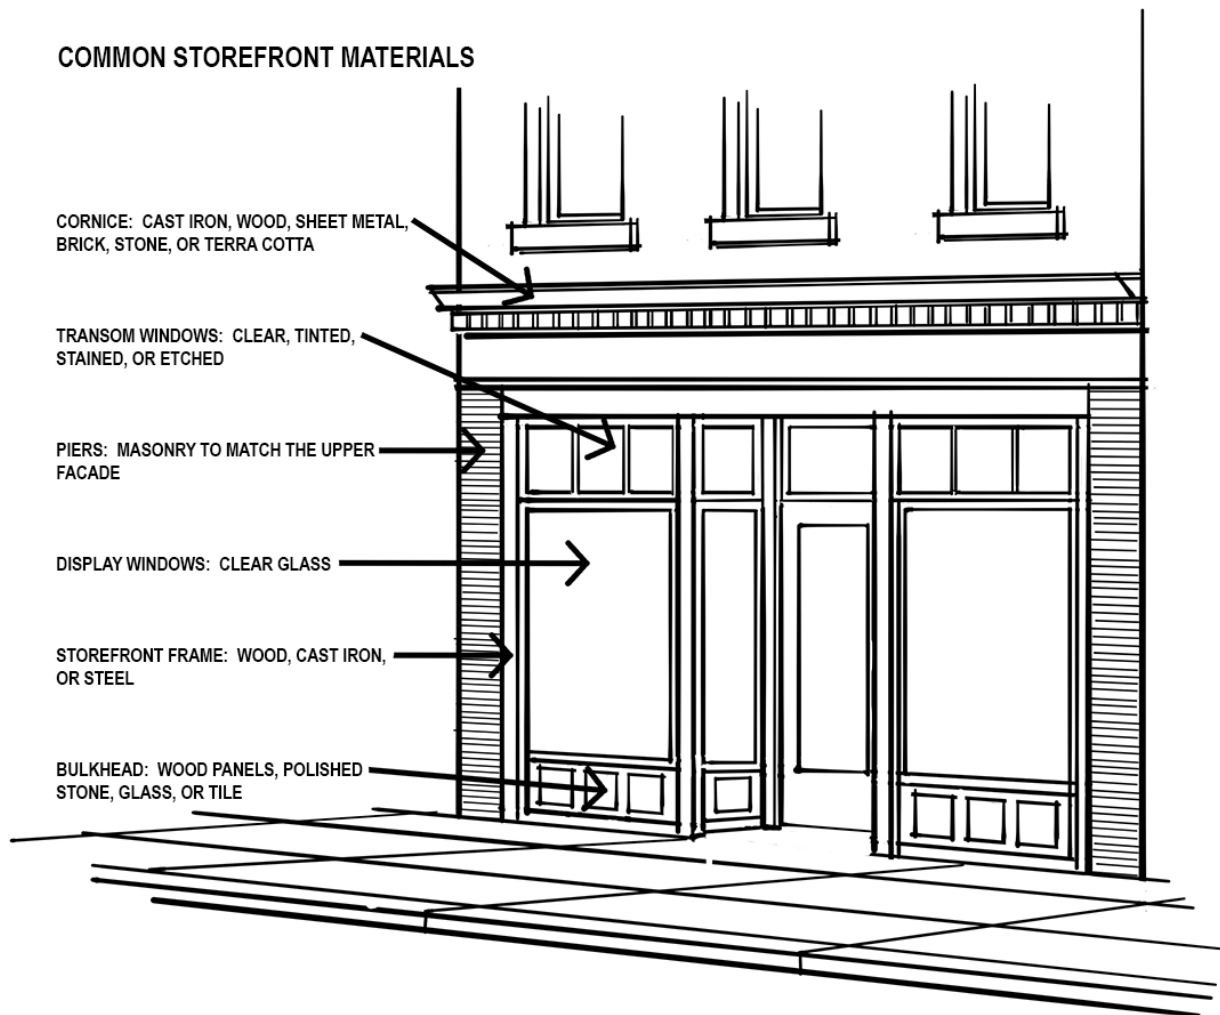 COMMON STOREFRONT MATERIALS
CORNICE: CAST IRON, WOOD, SHEET METAL,
BRICK, STONE, OR TERRA COTTA
TRANSOM WINDOWS: CLEAR, TINTED,
STAINED, OR ETCHED
PIERS: MASONRY TO MATCH THE UPPER
FACADE
DISPLAY WINDOWS: CLEAR GLASS
STOREFRONT FRAME: WOOD, CAST IRON,
OR STEEL
BULKHEAD: WOOD PANELS, POLISHED
STONE, GLASS, OR TILE